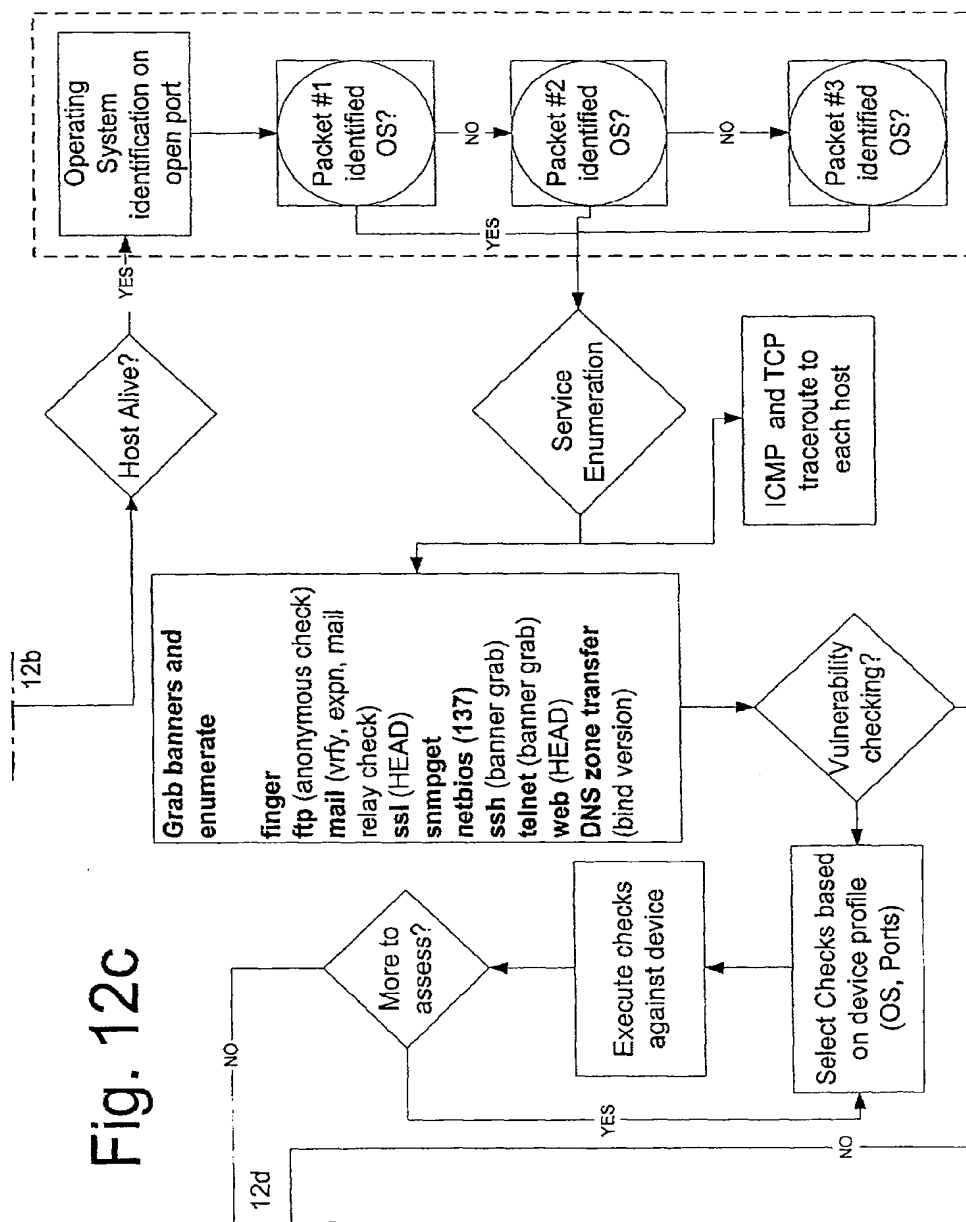 Fig. 12c
12b
Host Alive?
YES
Operating
System
identification on
open port
Packet #1
identified
OS?
NO
Packet #2
identified
OS?
NO
Packet #3
identified
OS?
YES
Service
Enumeration
ICMP and TCP
traceroute to
each host
Grab banners and
enumerate
finger
ftp (anonymous check)
mail (vrfy, expn, mail
relay check)
ssl (HEAD)
snmpget
netbios (137)
ssh (banner grab)
telnet (banner grab)
web (HEAD)
DNS zone transfer
(bind version)
Vulnerability
checking?
Select Checks based
on device profile
(OS, Ports)
Execute checks
against device
More to
assess?
YES
NO
NO
12d